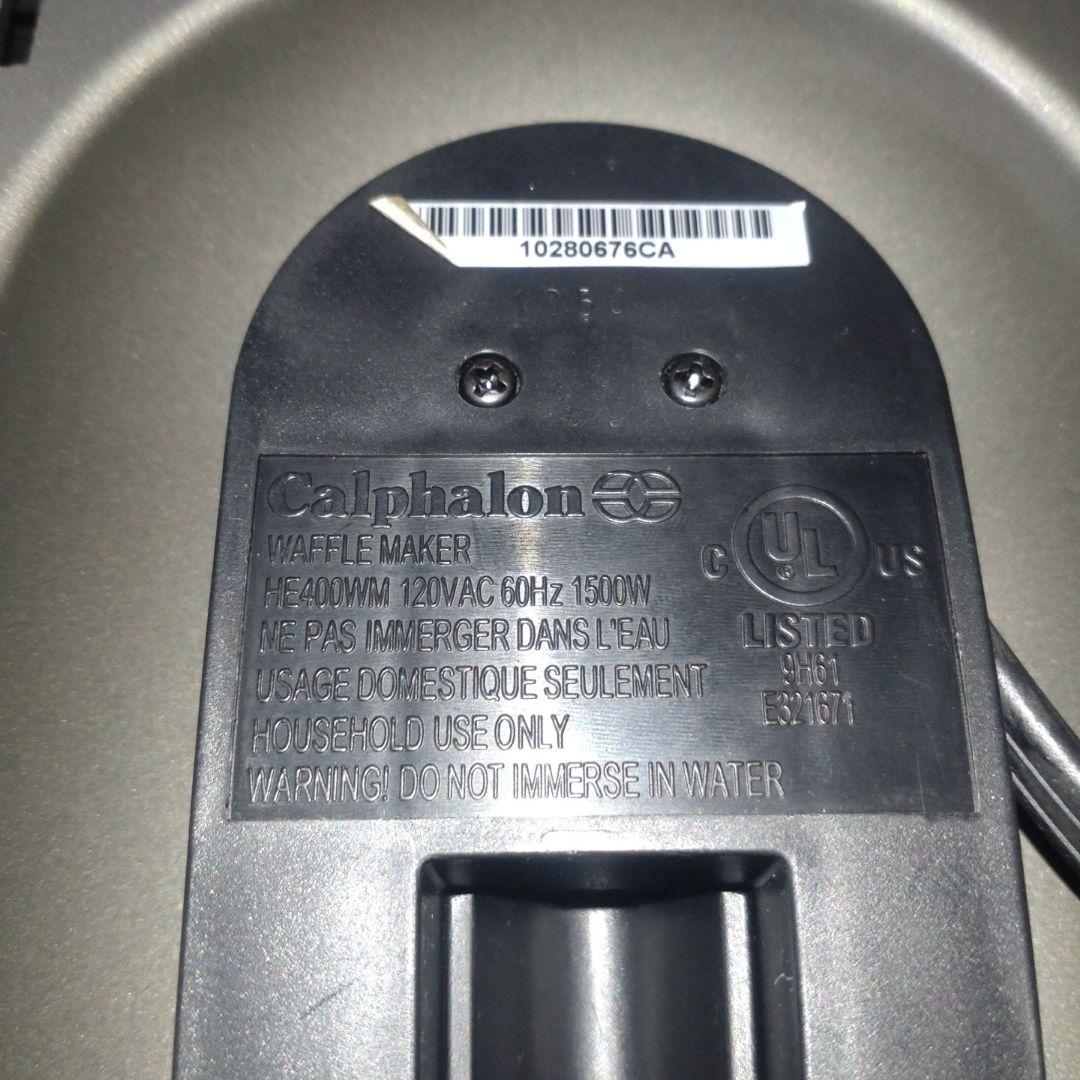 10280676CA
Calphalon
WAFFLE MAKER
HE400WM 120VAC 60Hz 1500W
NE PAS IMMERGER DANS L'EAU
USAGE DOMESTIQUE SEULEMENT
HOUSEHOLD USE ONLY
WARNING! DO NOT IMMERSE IN WATER
C UL® US
LISTED
9H61
E321671